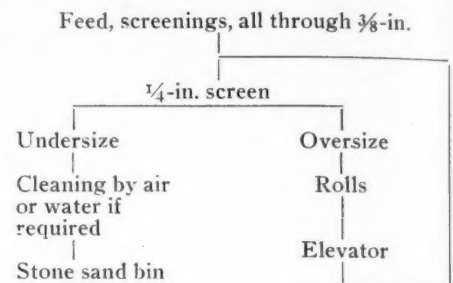 Feed, screenings, all through ⅜-in.
¼-in. screen
Undersize
Oversize
Cleaning by air
or water if
required
Rolls
Elevator
Stone sand bin